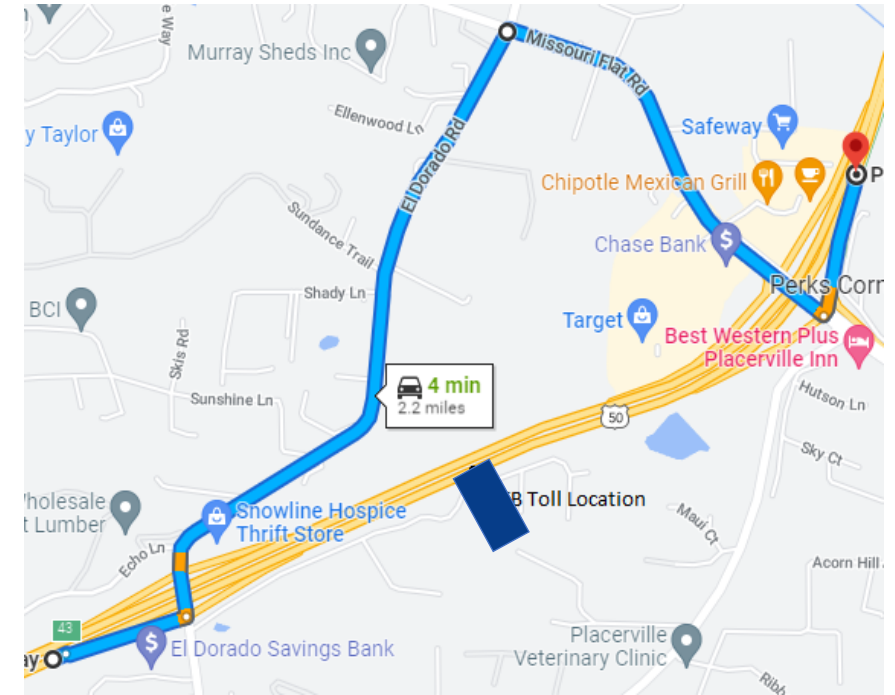 Way
Murray Sheds Inc
Missouri Flat Rd
Ellenwood Ln
y Taylor
El Dorado Rd
Safeway
Chipotle Mexican Grill
P
Sundance Trail
Chase Bank
Shady Ln
Perks Corn
BCI
Target
Best Western Plus
Placerville Inn
Skis Rd
4 min
2.2 miles
Sunshine Ln
Hutson Ln
50
Sky Ct
B Toll Location
Wholesale
t Lumber
Snowline Hospice
Thrift Store
Maui Ct
Echo Ln
Acorn Hill
43
El Dorado Savings Bank
ay
Placerville
Veterinary Clinic
Ribb